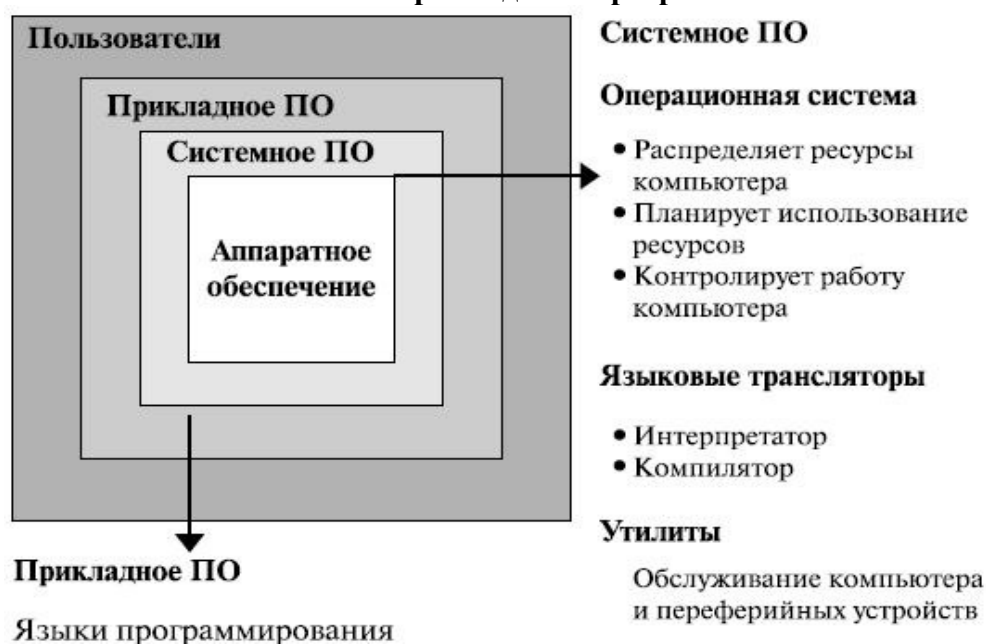 Пользователи
Прикладное ПО
Системное ПО
Аппаратное
обеспечение
Прикладное ПО
Языки программирования
Системное ПО
Операционная система
• Распределяет ресурсы
компьютера
• Планирует использование
ресурсов
• Контролирует работу
компьютера
Языковые трансляторы
• Интерпретатор
• Компилятор
Утилиты
Обслуживание компьютера
и переферийных устройств